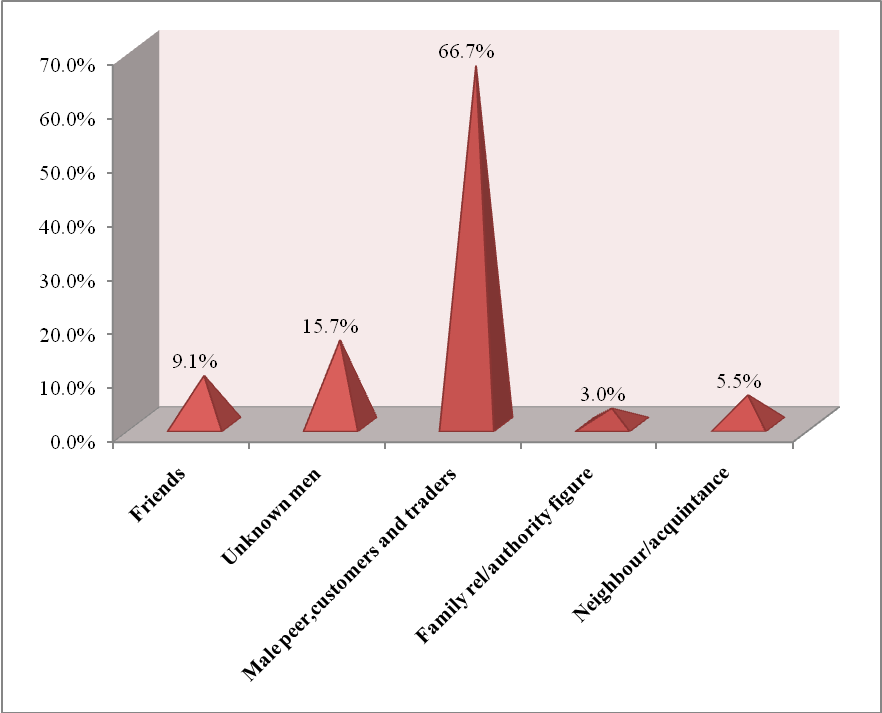 70.0%
60.0%
50.0%
40.0%
30.0%
20.0%
10.0%
0.0%
9.1%
15.7%
66.7%
3.0%
5.5%
Friends
Unknown men
Male peer,customers and traders
Family rel/authority figure
Neighbour/acquintance